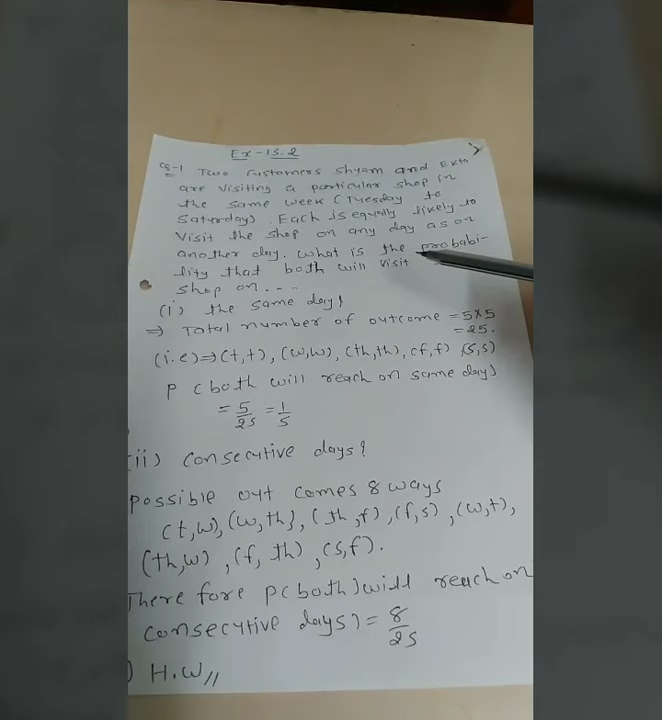 Ex-15.2
Q-1 Two Customers Shyam and Ekta
are visiting a particular shop in
the same week (Tuesday to
Saturday). Each is equally likely to
visit the shop on any day as on
another day. What is the probabi-
lity that both will visit
shop on...
(i) the same day?
⇒ Total number of outcome = 5×5
= 25.
(i.e) ⇒ (t,t), (w,w), (th,th), (f,f) (s,s)
P (both will reach on same day)
= 5/25 = 1/5
(ii) Consecutive days?
possible out comes 8 ways
(t,w), (w,th), (th,f), (f,s), (w,t),
(th,w), (f,th), (s,f).
There fore P(both) will reach on
consecutive days) = 8/25
) H.W//